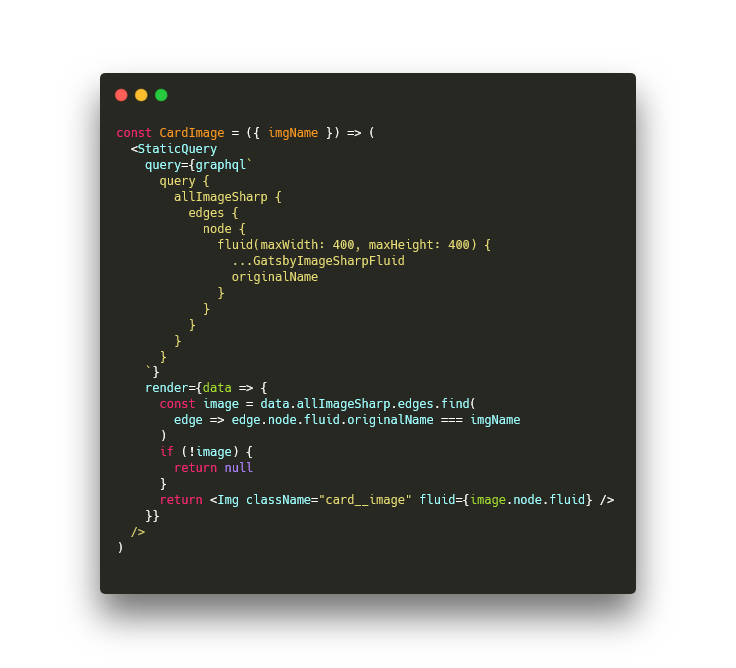 const CardImage = ({ imgName }) => (
  <StaticQuery
    query={graphql`
      query {
        allImageSharp {
          edges {
            node {
              fluid(maxWidth: 400, maxHeight: 400) {
                ...GatsbyImageSharpFluid
                originalName
              }
            }
          }
        }
      }
    `}
    render={data => {
      const image = data.allImageSharp.edges.find(
        edge => edge.node.fluid.originalName === imgName
      )
      if (!image) {
        return null
      }
      return <Img className="card__image" fluid={image.node.fluid} />
    }}
  />
)